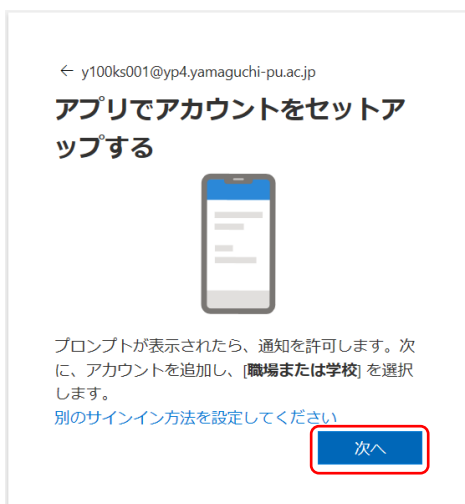 ← y100ks001@yp4.yamaguchi-pu.ac.jp
アプリでアカウントをセットア
ップする
プロンプトが表示されたら、通知を許可します。次
に、アカウントを追加し、[職場または学校] を選択
します。
別のサインイン方法を設定してください
次へ